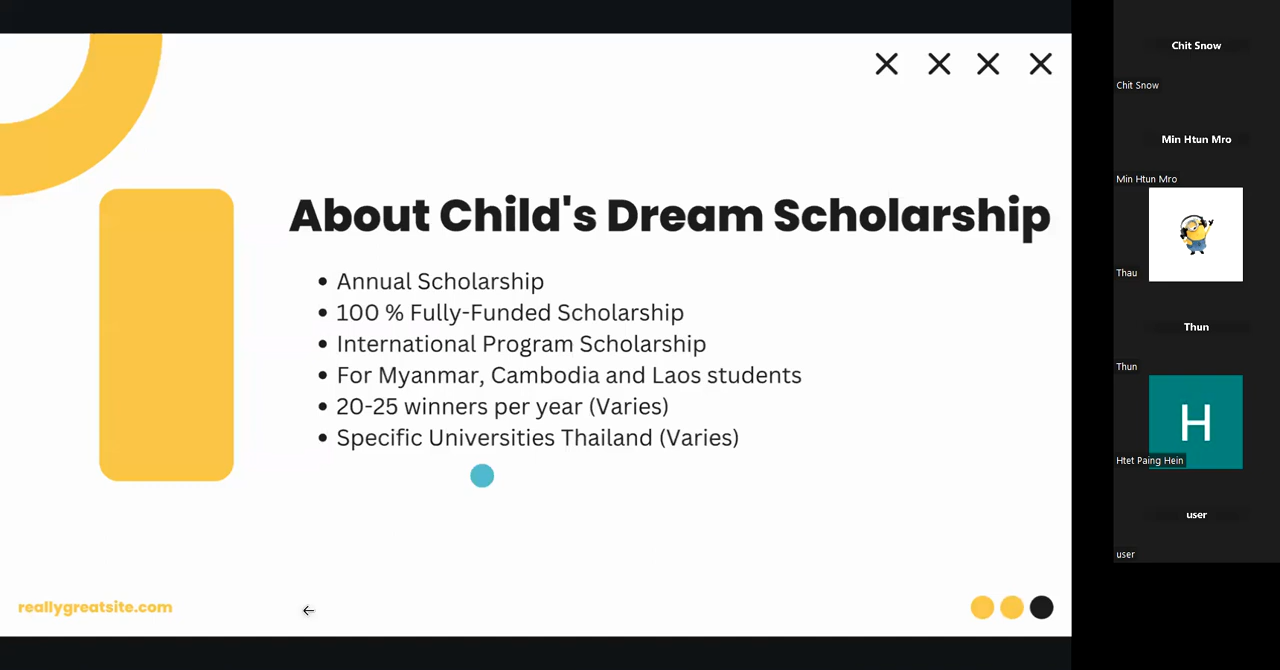 About Child's Dream Scholarship
Annual Scholarship
100 % Fully-Funded Scholarship
International Program Scholarship
For Myanmar, Cambodia and Laos students
20-25 winners per year (Varies)
Specific Universities Thailand (Varies)
reallygreatsite.com
Chit Snow
Chit Snow
Min Htun Mro
Min Htun Mro
Thau
Thun
Thun
H
Htet Paing Hein
user
user